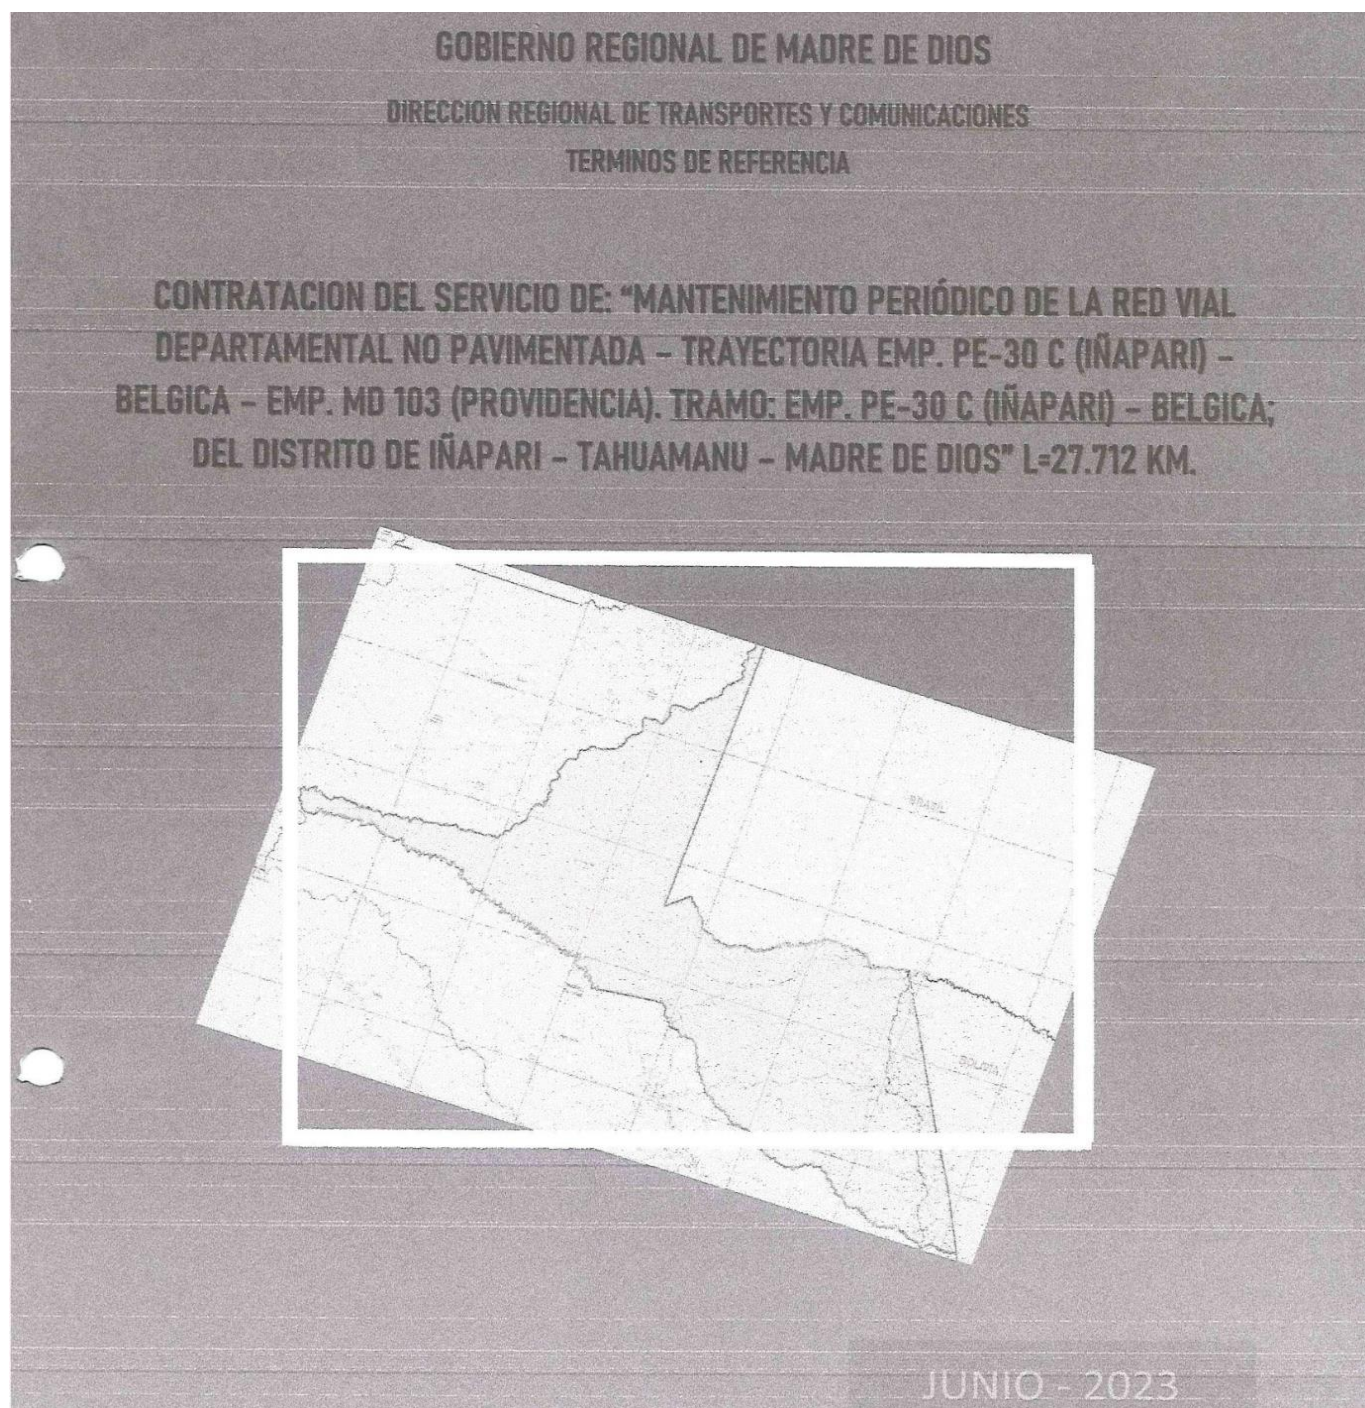 GOBIERNO REGIONAL DE MADRE DE DIOS
DIRECCION REGIONAL DE TRANSPORTES Y COMUNICACIONES
TERMINOS DE REFERENCIA
CONTRATACION DEL SERVICIO DE: “MANTENIMIENTO PERIÓDICO DE LA RED VIAL
DEPARTAMENTAL NO PAVIMENTADA – TRAYECTORIA EMP. PE-30 C (IÑAPARI) –
BELGICA – EMP. MD 103 (PROVIDENCIA). TRAMO: EMP. PE-30 C (IÑAPARI) – BELGICA;
DEL DISTRITO DE IÑAPARI – TAHUAMANU – MADRE DE DIOS” L=27.712 KM.
BRASIL
BOLIVIA
JUNIO - 2023